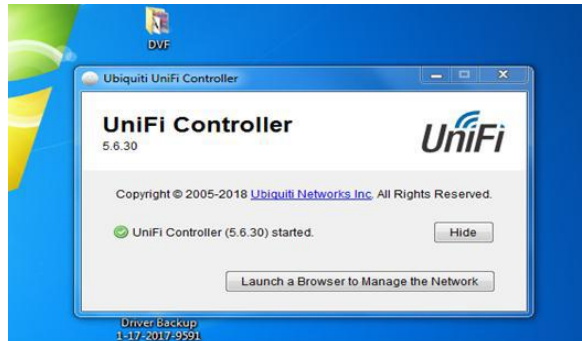 DVF
Ubiquiti UniFi Controller
UniFi Controller
5.6.30
UniFi
Copyright © 2005-2018 Ubiquiti Networks Inc. All Rights Reserved.
UniFi Controller (5.6.30) started.
Hide
Launch a Browser to Manage the Network
Driver Backup
1-17-2017-9591